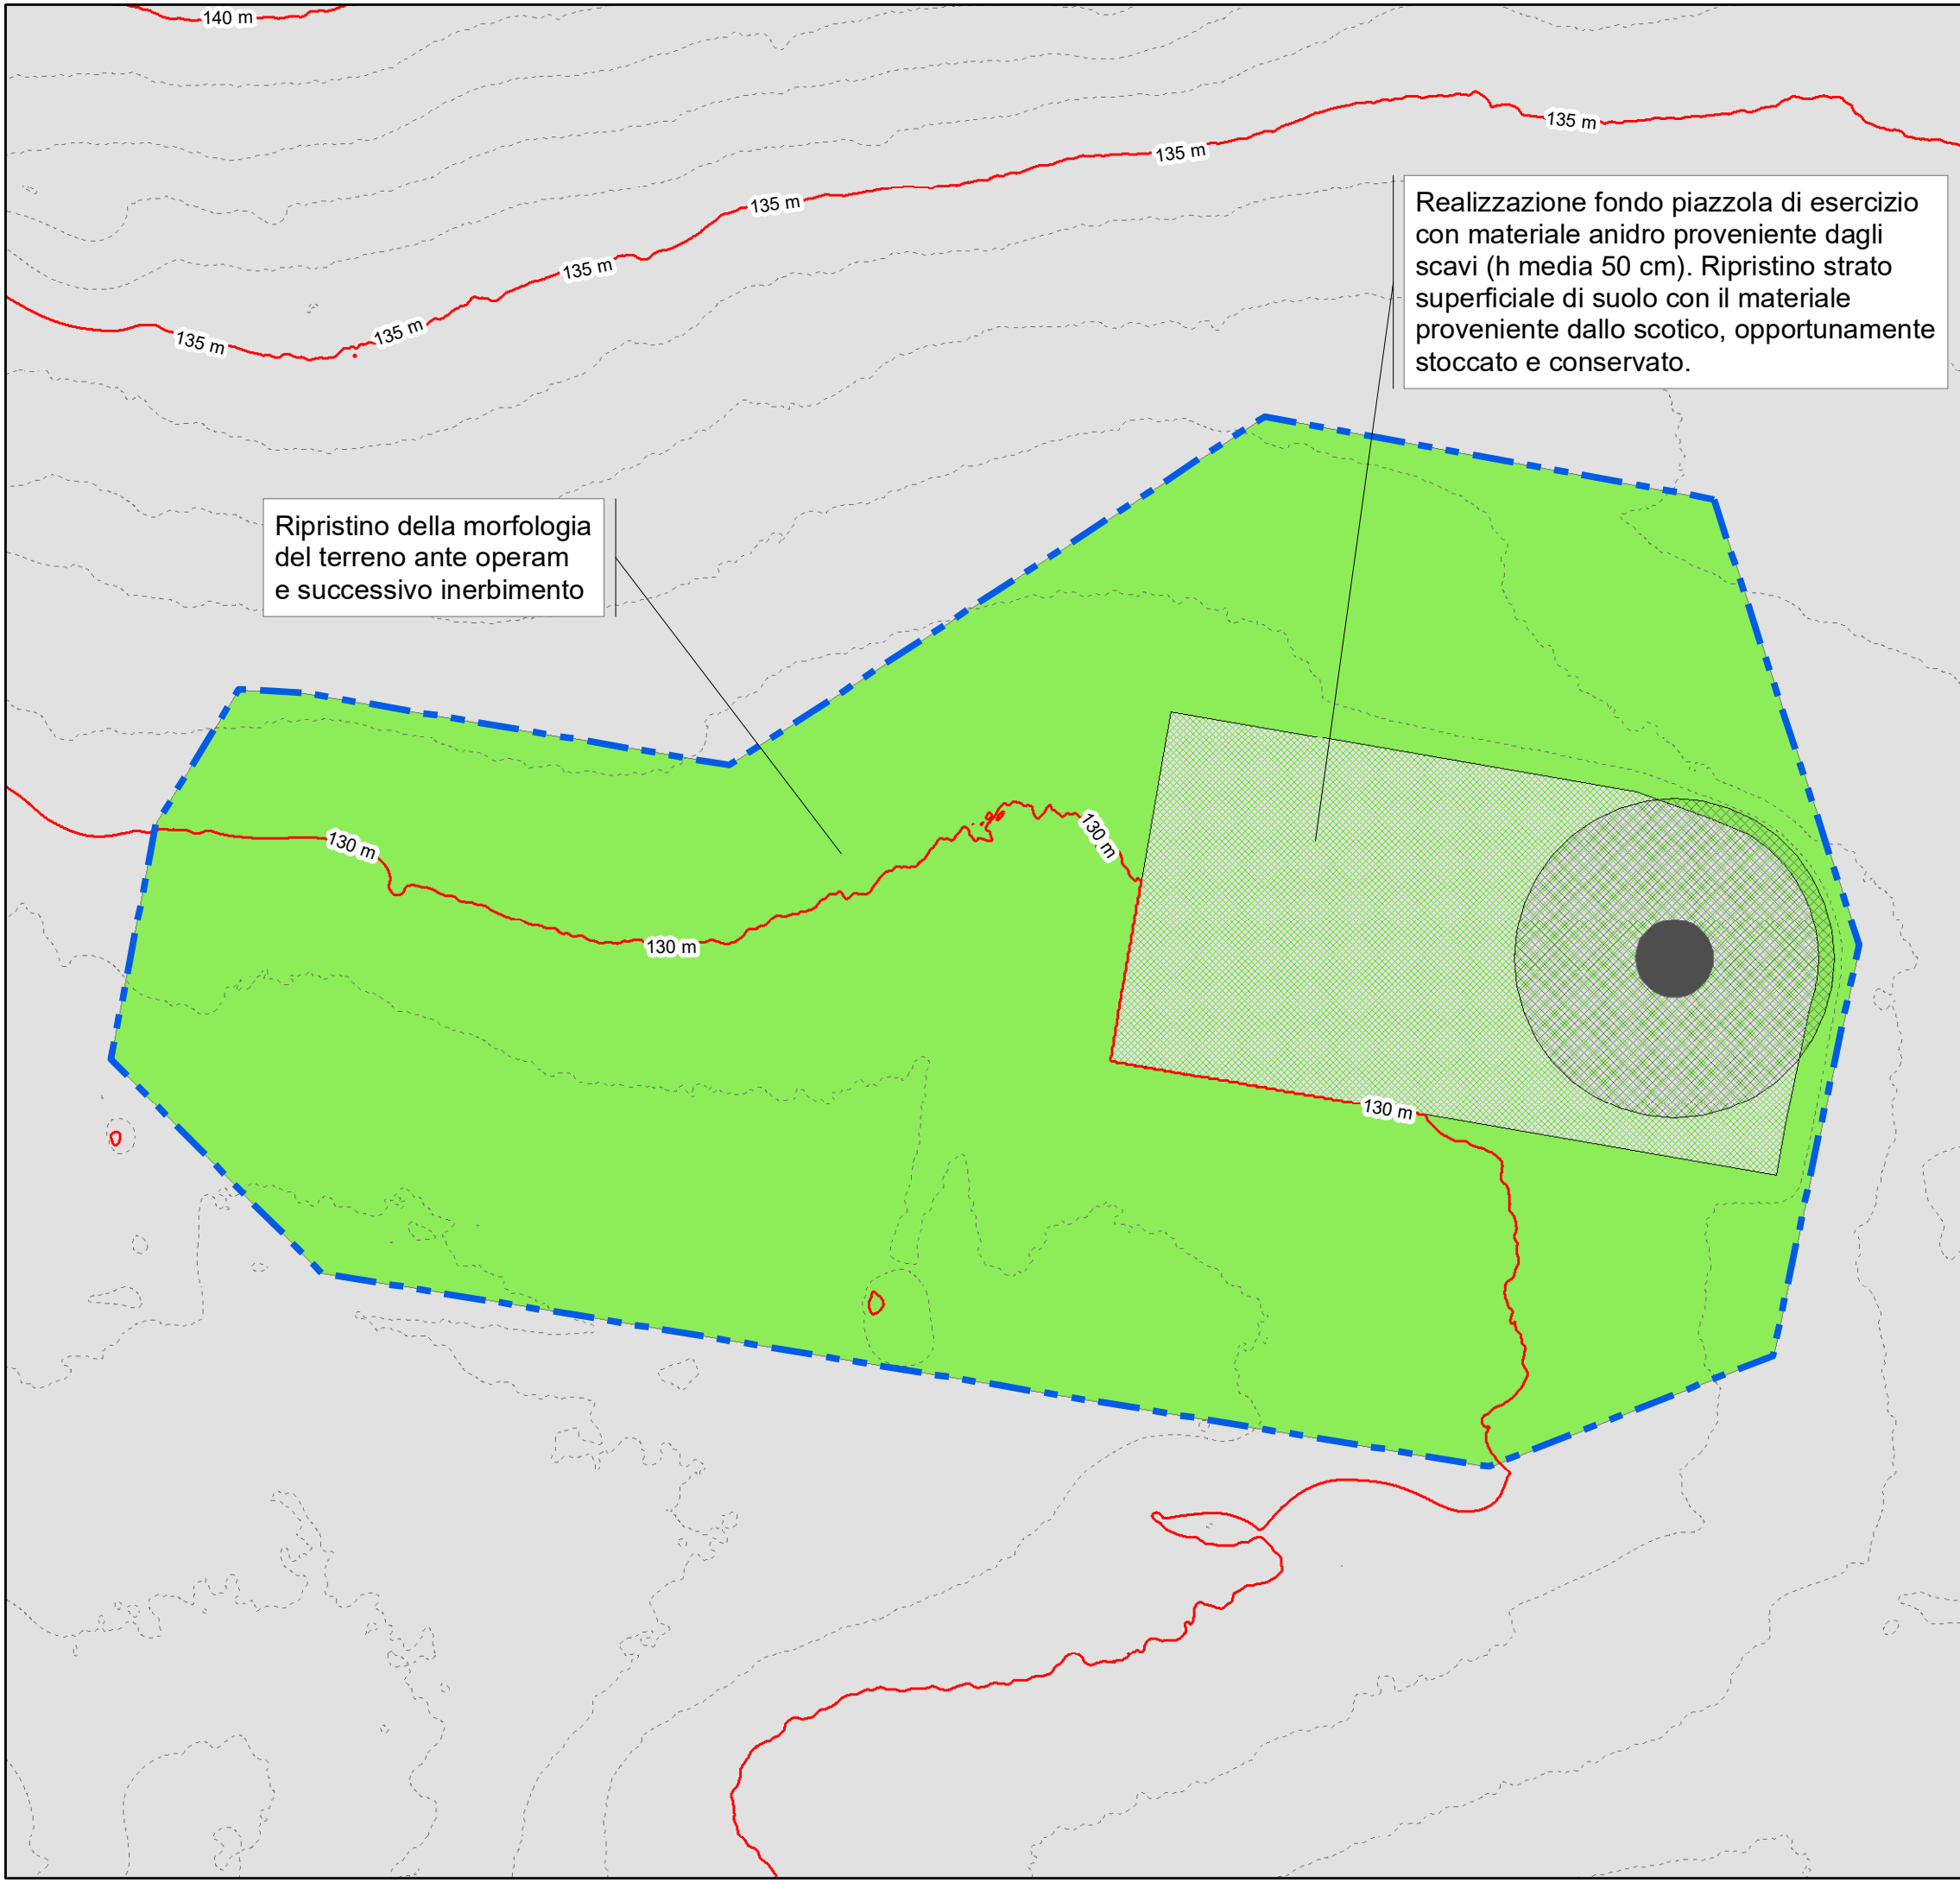 140 m
135 m
135 m
135 m
135 m
135 m
135 m
Realizzazione fondo piazzola di esercizio
con materiale anidro proveniente dagli
scavi (h media 50 cm). Ripristino strato
superficiale di suolo con il materiale
proveniente dallo scotico, opportunamente
stoccato e conservato.
Ripristino della morfologia
del terreno ante operam
e successivo inerbimento
130 m
130 m
130 m
130 m